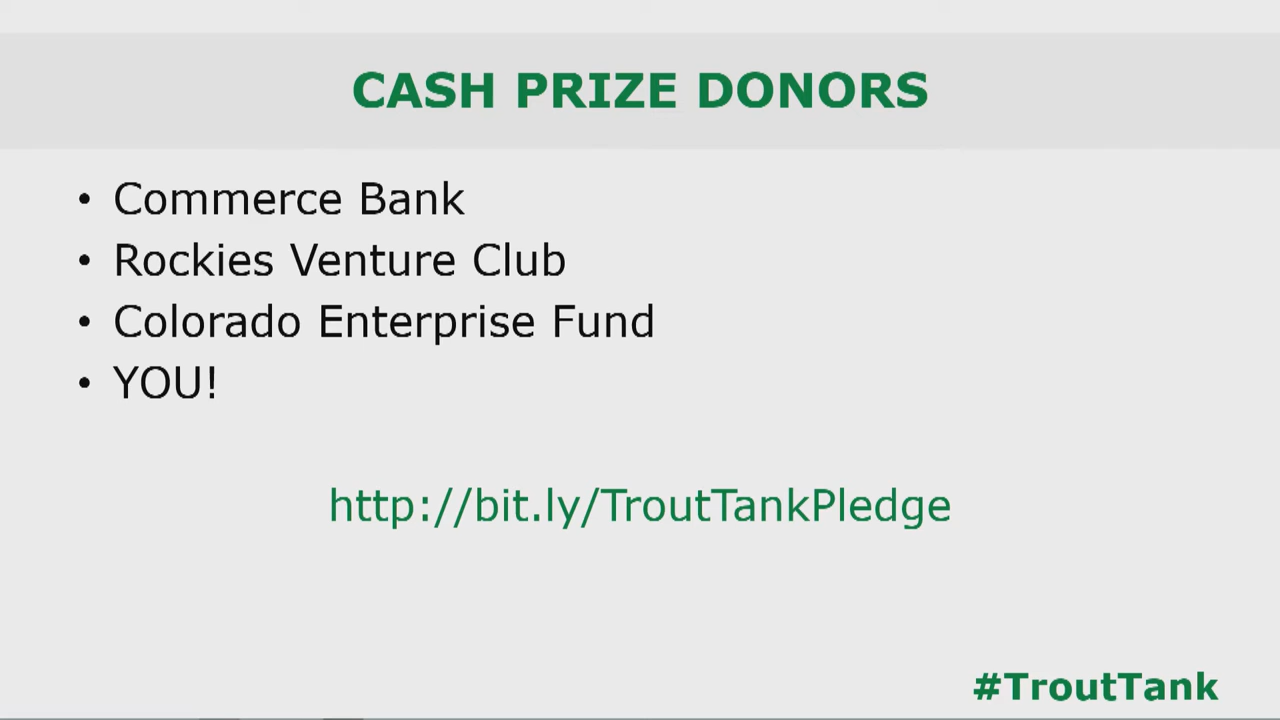 CASH PRIZE DONORS
• Commerce Bank
• Rockies Venture Club
• Colorado Enterprise Fund
• YOU!
http://bit.ly/TroutTankPledge
#TroutTank